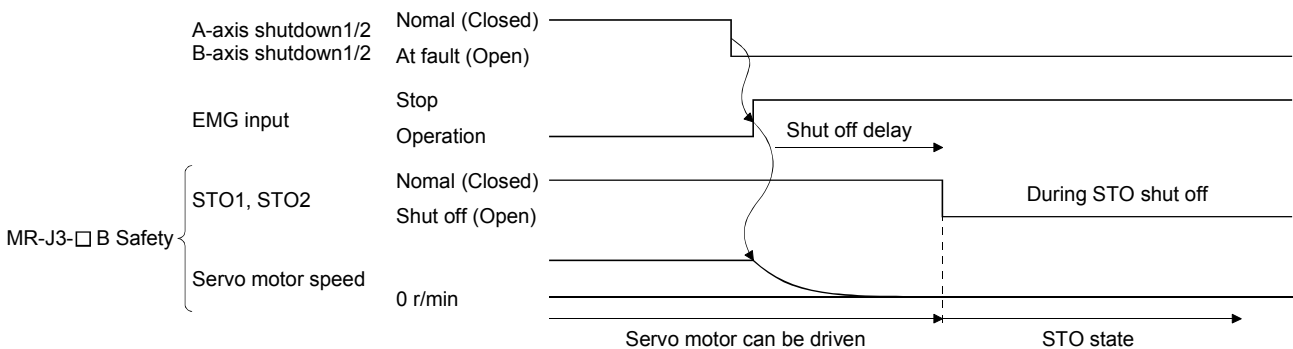 A-axis shutdown1/2
B-axis shutdown1/2
Nomal (Closed)
At fault (Open)
EMG input
Stop
Operation
Shut off delay
MR-J3-□ B Safety
STO1, STO2
Nomal (Closed)
Shut off (Open)
During STO shut off
Servo motor speed
0 r/min
Servo motor can be driven
STO state